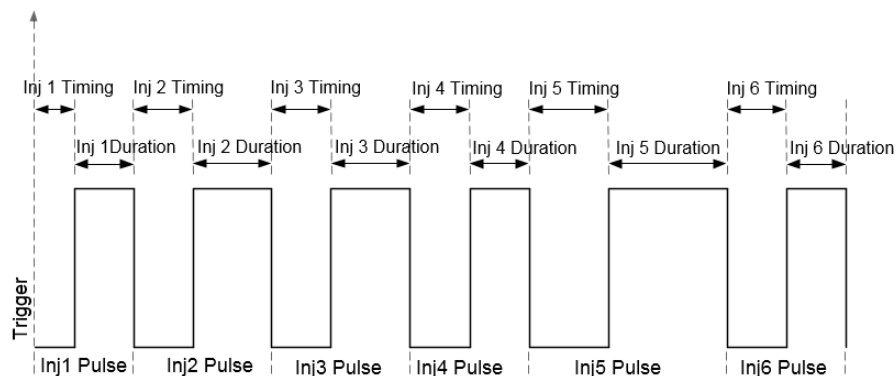 Inj 1 Timing Inj 2 Timing Inj 3 Timing Inj 4 Timing Inj 5 Timing Inj 6 Timing
Inj 1Duration Inj 2 Duration Inj 3 Duration Inj 4 Duration Inj 5 Duration Inj 6 Duration
Trigger
Inj1 Pulse Inj2 Pulse Inj3 Pulse Inj4 Pulse Inj5 Pulse Inj6 Pulse